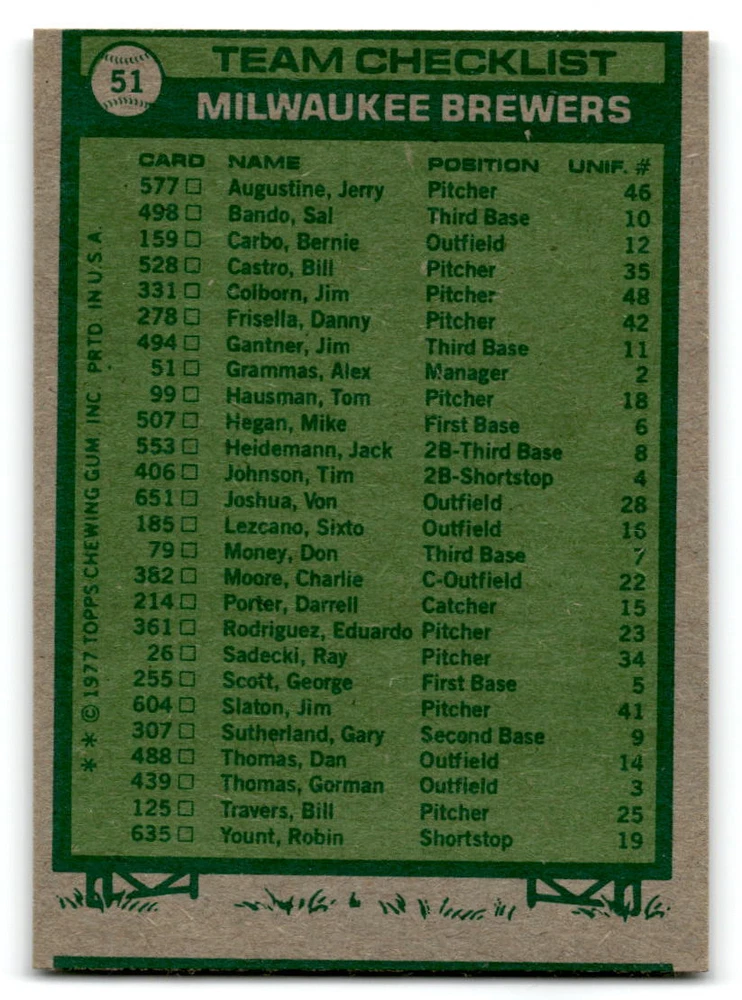 51
TEAM CHECKLIST
MILWAUKEE BREWERS
CARD NAME POSITION UNIF. #
577 □ Augustine, Jerry Pitcher 46
498 □ Bando, Sal Third Base 10
159 □ Carbo, Bernie Outfield 12
528 □ Castro, Bill Pitcher 35
331 □ Colborn, Jim Pitcher 48
278 □ Frisella, Danny Pitcher 42
494 □ Gantner, Jim Third Base 11
51 □ Grammas, Alex Manager 2
99 □ Hausman, Tom Pitcher 18
507 □ Hegan, Mike First Base 6
553 □ Heidemann, Jack 2B-Third Base 8
406 □ Johnson, Tim 2B-Shortstop 4
651 □ Joshua, Von Outfield 28
185 □ Lezcano, Sixto Outfield 16
79 □ Money, Don Third Base 7
382 □ Moore, Charlie C-Outfield 22
214 □ Porter, Darrell Catcher 15
361 □ Rodriguez, Eduardo Pitcher 23
26 □ Sadecki, Ray Pitcher 34
255 □ Scott, George First Base 5
604 □ Slaton, Jim Pitcher 41
307 □ Sutherland, Gary Second Base 9
488 □ Thomas, Dan Outfield 14
439 □ Thomas, Gorman Outfield 3
125 □ Travers, Bill Pitcher 25
635 □ Yount, Robin Shortstop 19
* * © 1977 TOPPS CHEWING GUM, INC. PRTD. IN U.S.A.